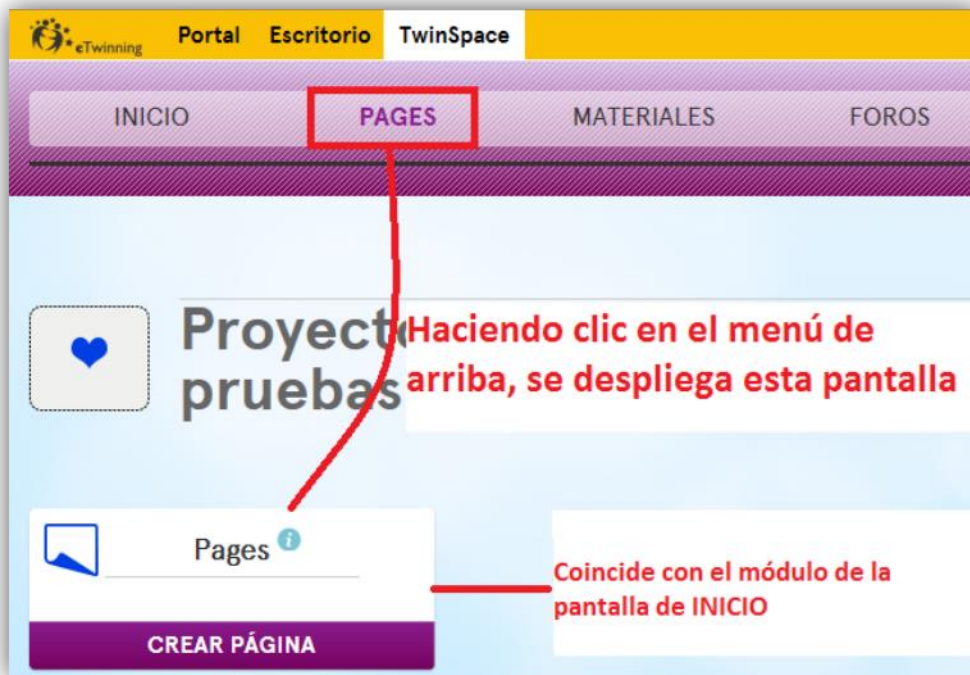 eTwinning Portal Escritorio TwinSpace
INICIO PAGES MATERIALES FOROS
Proyecto
pruebas
Haciendo clic en el menú de
arriba, se despliega esta pantalla
Pages i
CREAR PÁGINA
Coincide con el módulo de la
pantalla de INICIO